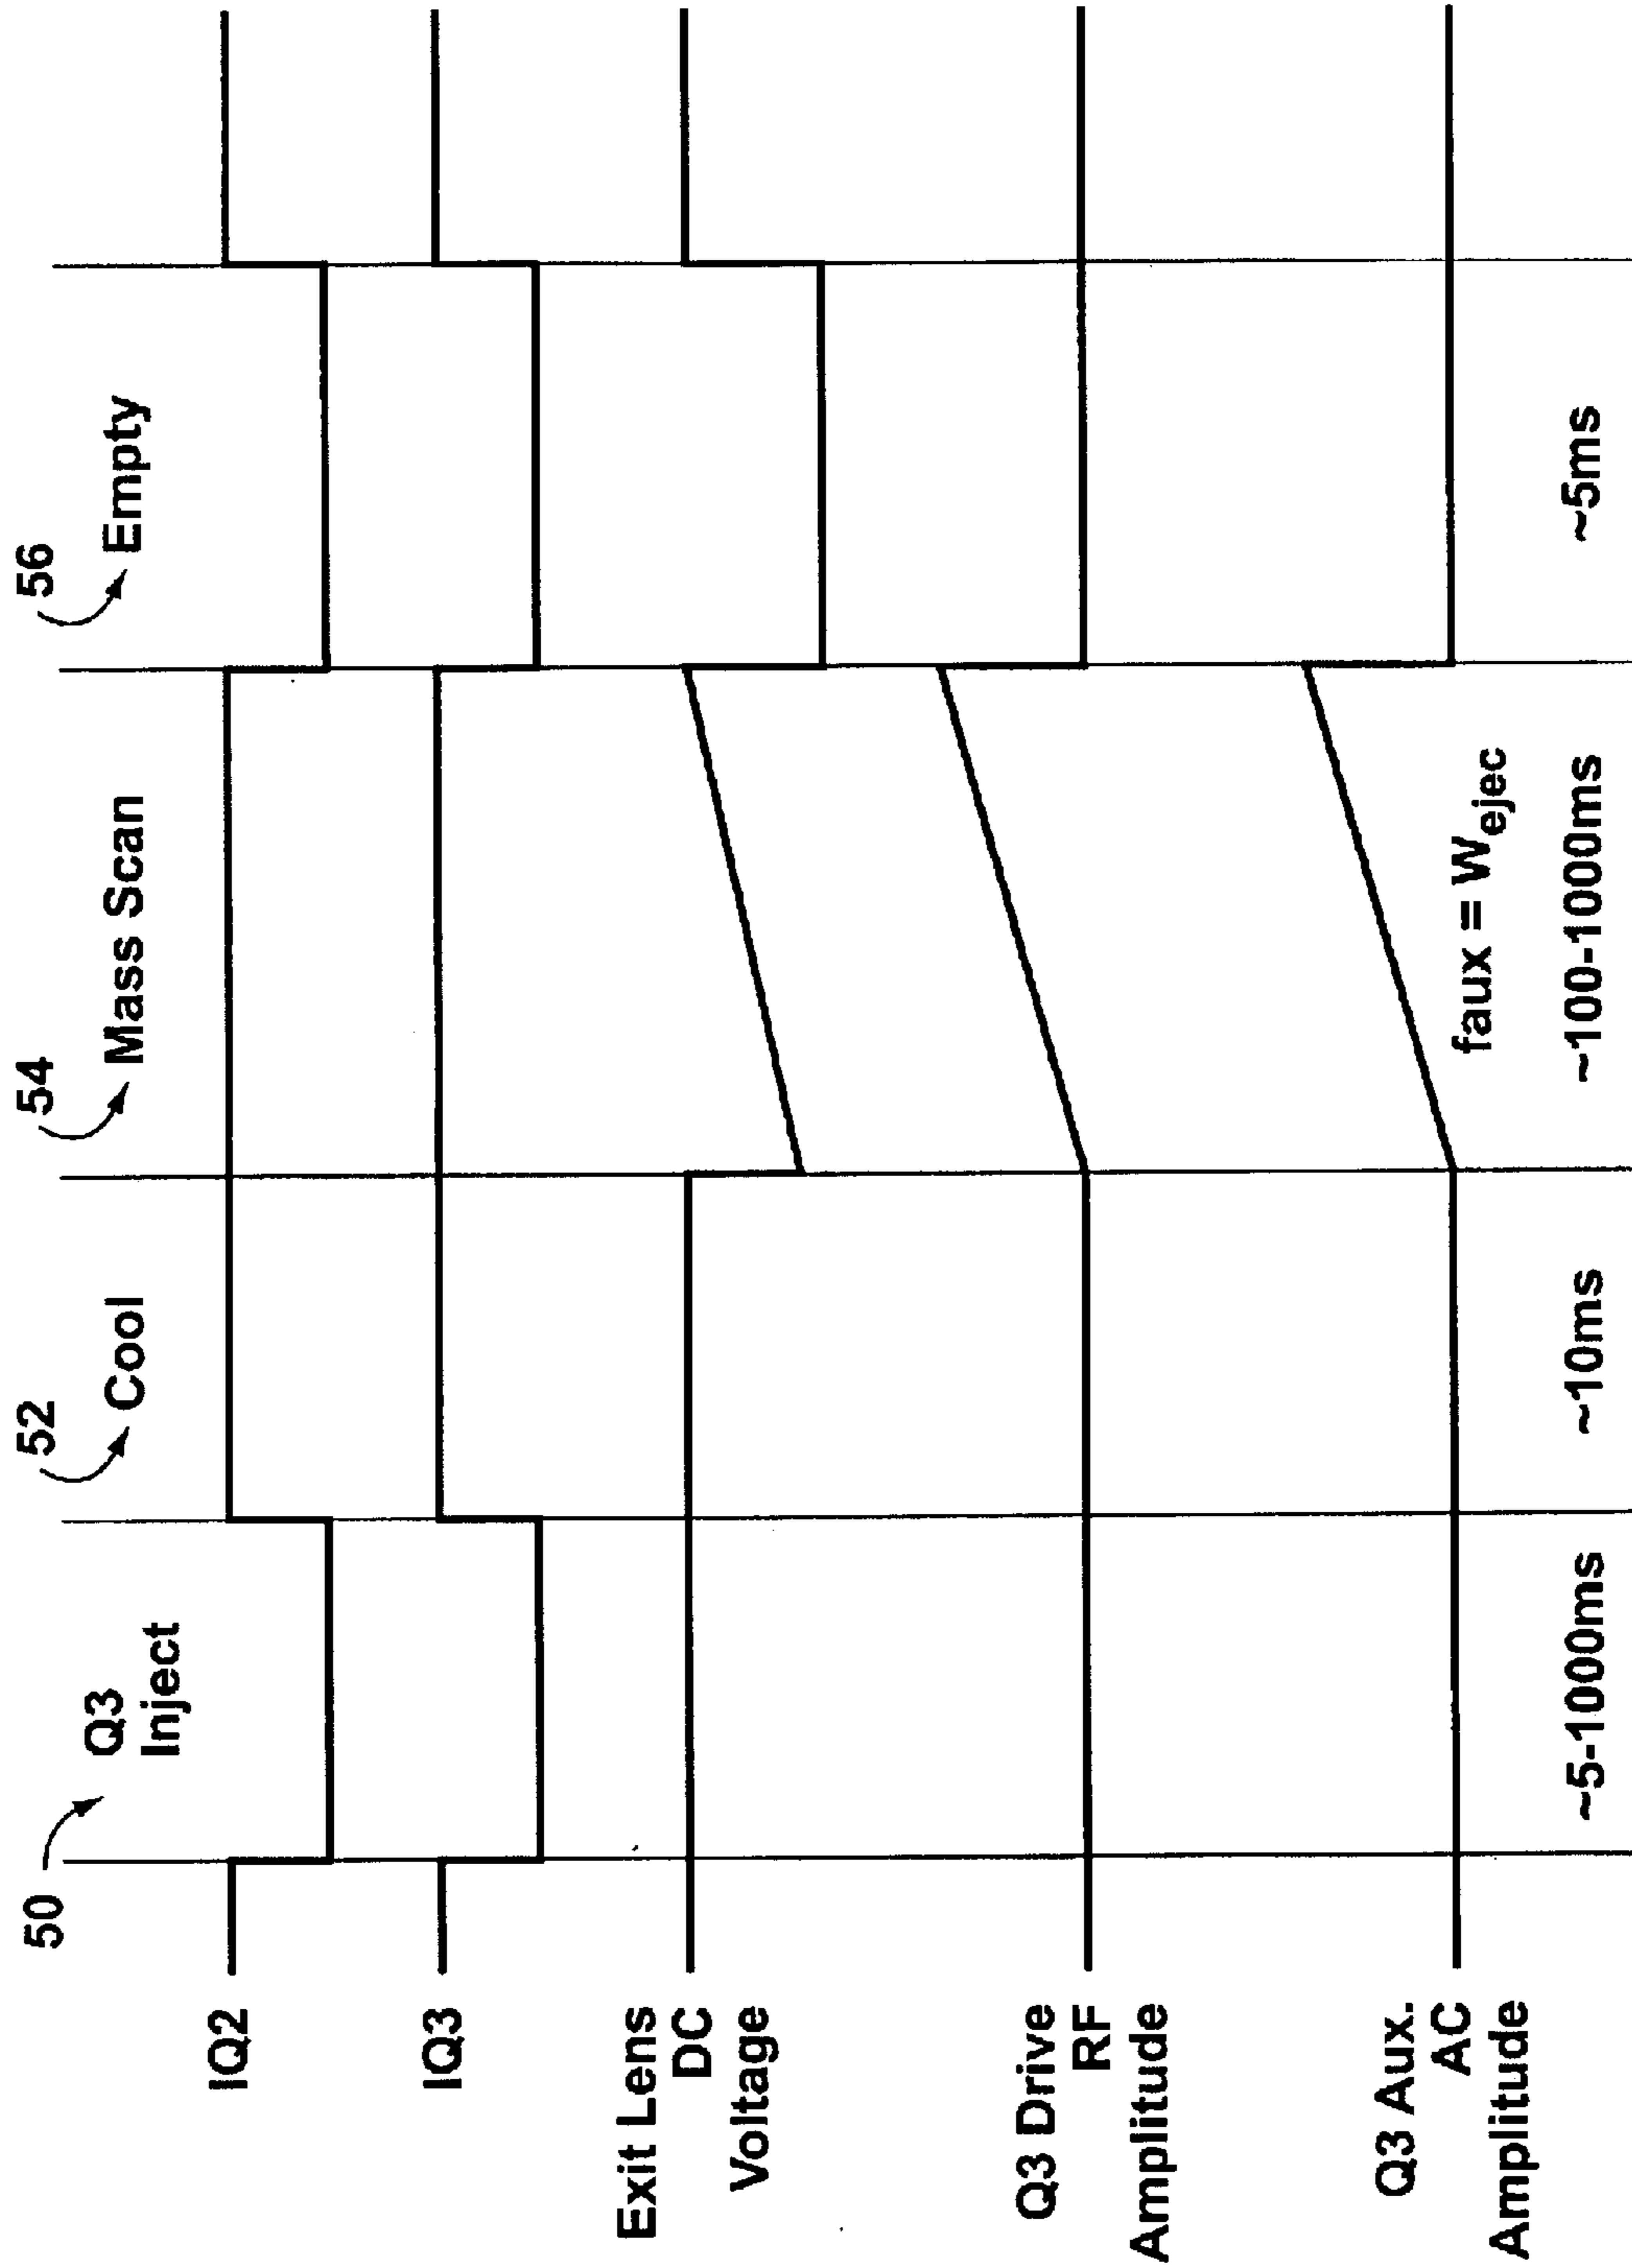 50
Q3
Inject
52
Cool
54
Mass Scan
56
Empty
IQ2
IQ3
Exit Lens
DC
Voltage
Q3 Drive
RF
Amplitude
Q3 Aux.
AC
Amplitude
faux = Wejec
~5-1000ms
~10ms
~100-1000ms
~5ms